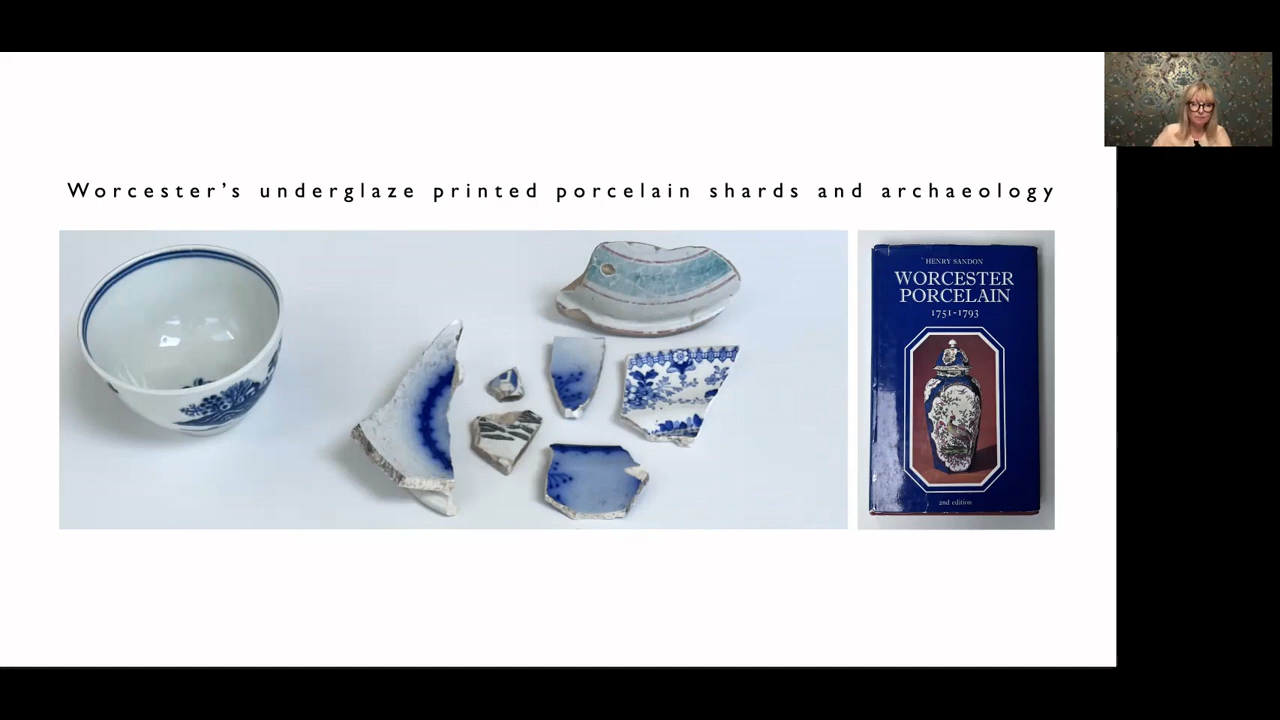 Worcester's underglaze printed porcelain shards and archaeology
HENRY SANDON
WORCESTER
PORCELAIN
1751-1793
2nd edition